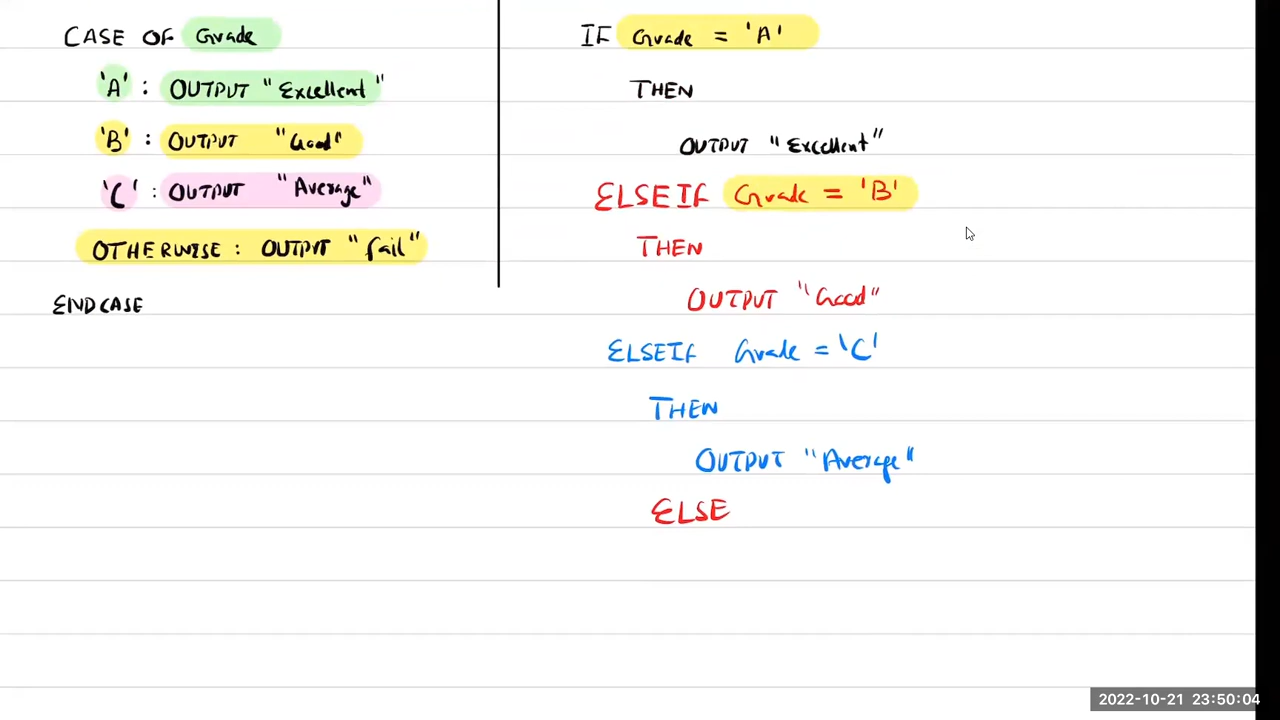 CASE OF Grade
'A' : OUTPUT "Excellent"
'B' : OUTPUT "Good"
'C' : OUTPUT "Average"
OTHERWISE : OUTPUT "fail"
ENDCASE
IF Grade = 'A'
THEN
OUTPUT "Excellent"
ELSEIF Grade = 'B'
THEN
OUTPUT "Good"
ELSEIF Grade = 'C'
THEN
OUTPUT "Average"
ELSE
2022-10-21 23:50:04